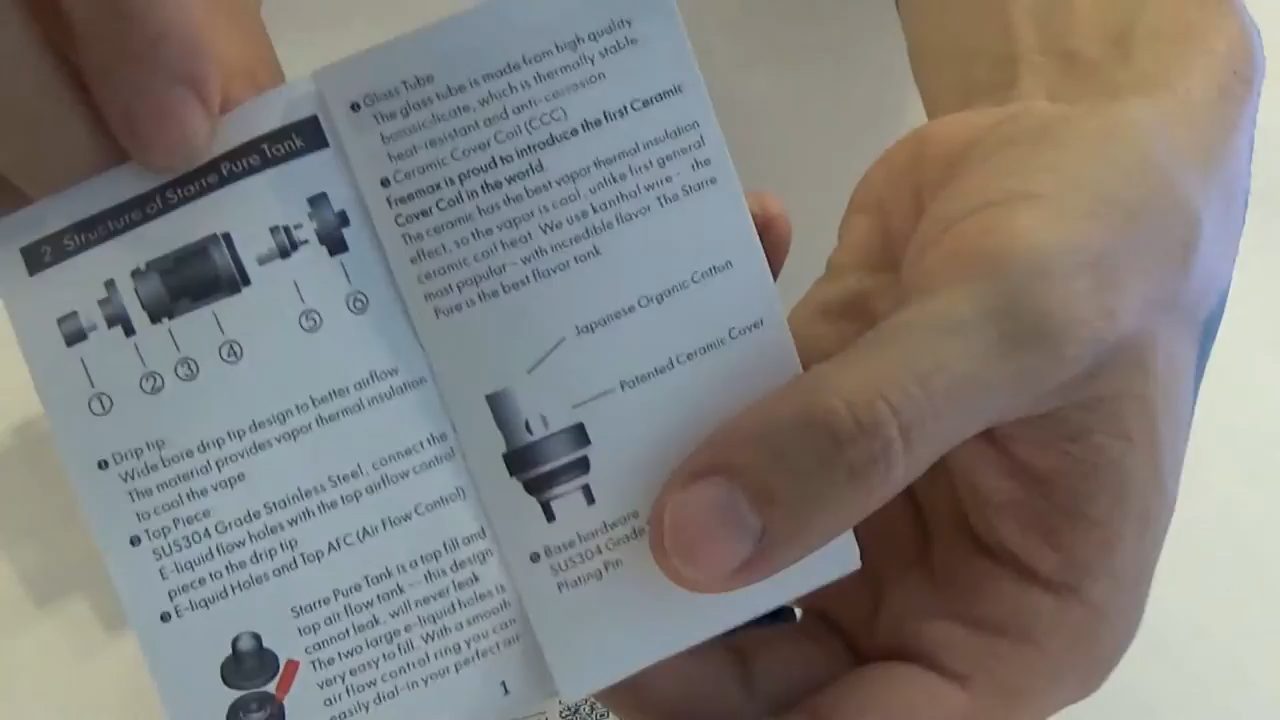 2 Structure of Starre Pure Tank
① ② ③ ④ ⑤ ⑥
❶ Drip tip
Wide bore drip tip design to better airflow
The material provides vapor thermal insulation
to cool the vape
❷ Top Piece
SUS304 Grade Stainless Steel, connect the
E-liquid flow holes with the top airflow control
piece to the drip tip
❸ E-liquid Holes and Top AFC (Air Flow Control)
Starre Pure Tank is a top fill and
top air flow tank -- this design
cannot leak, will never leak
The two large e-liquid holes is
very easy to fill. With a smooth
air flow control ring you can
easily dial-in your perfect air
1
Glass Tube
The glass tube is made from high quality
borasicilicate, which is thermally stable
heat-resistant and anti-corrosion
Ceramic Cover Coil (CCC)
Freemax is proud to introduce the first Ceramic
Cover Coil in the world.
The ceramic has the best vapor thermal insulation
effect, so the vapor is cool, unlike first general
ceramic coil heat. We use kanthal wire - the
most popular - with incredible flavor The Starre
Pure is the best flavor tank
Japanese Organic Cotton
Patented Ceramic Cover
Base hardware
SUS304 Grade
Plating Pin